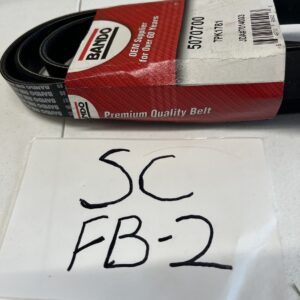 BANDO
OEM Supplier
for Over 60 Years
5070700
7PK1781
Premium Quality Belt
SC
FB-2